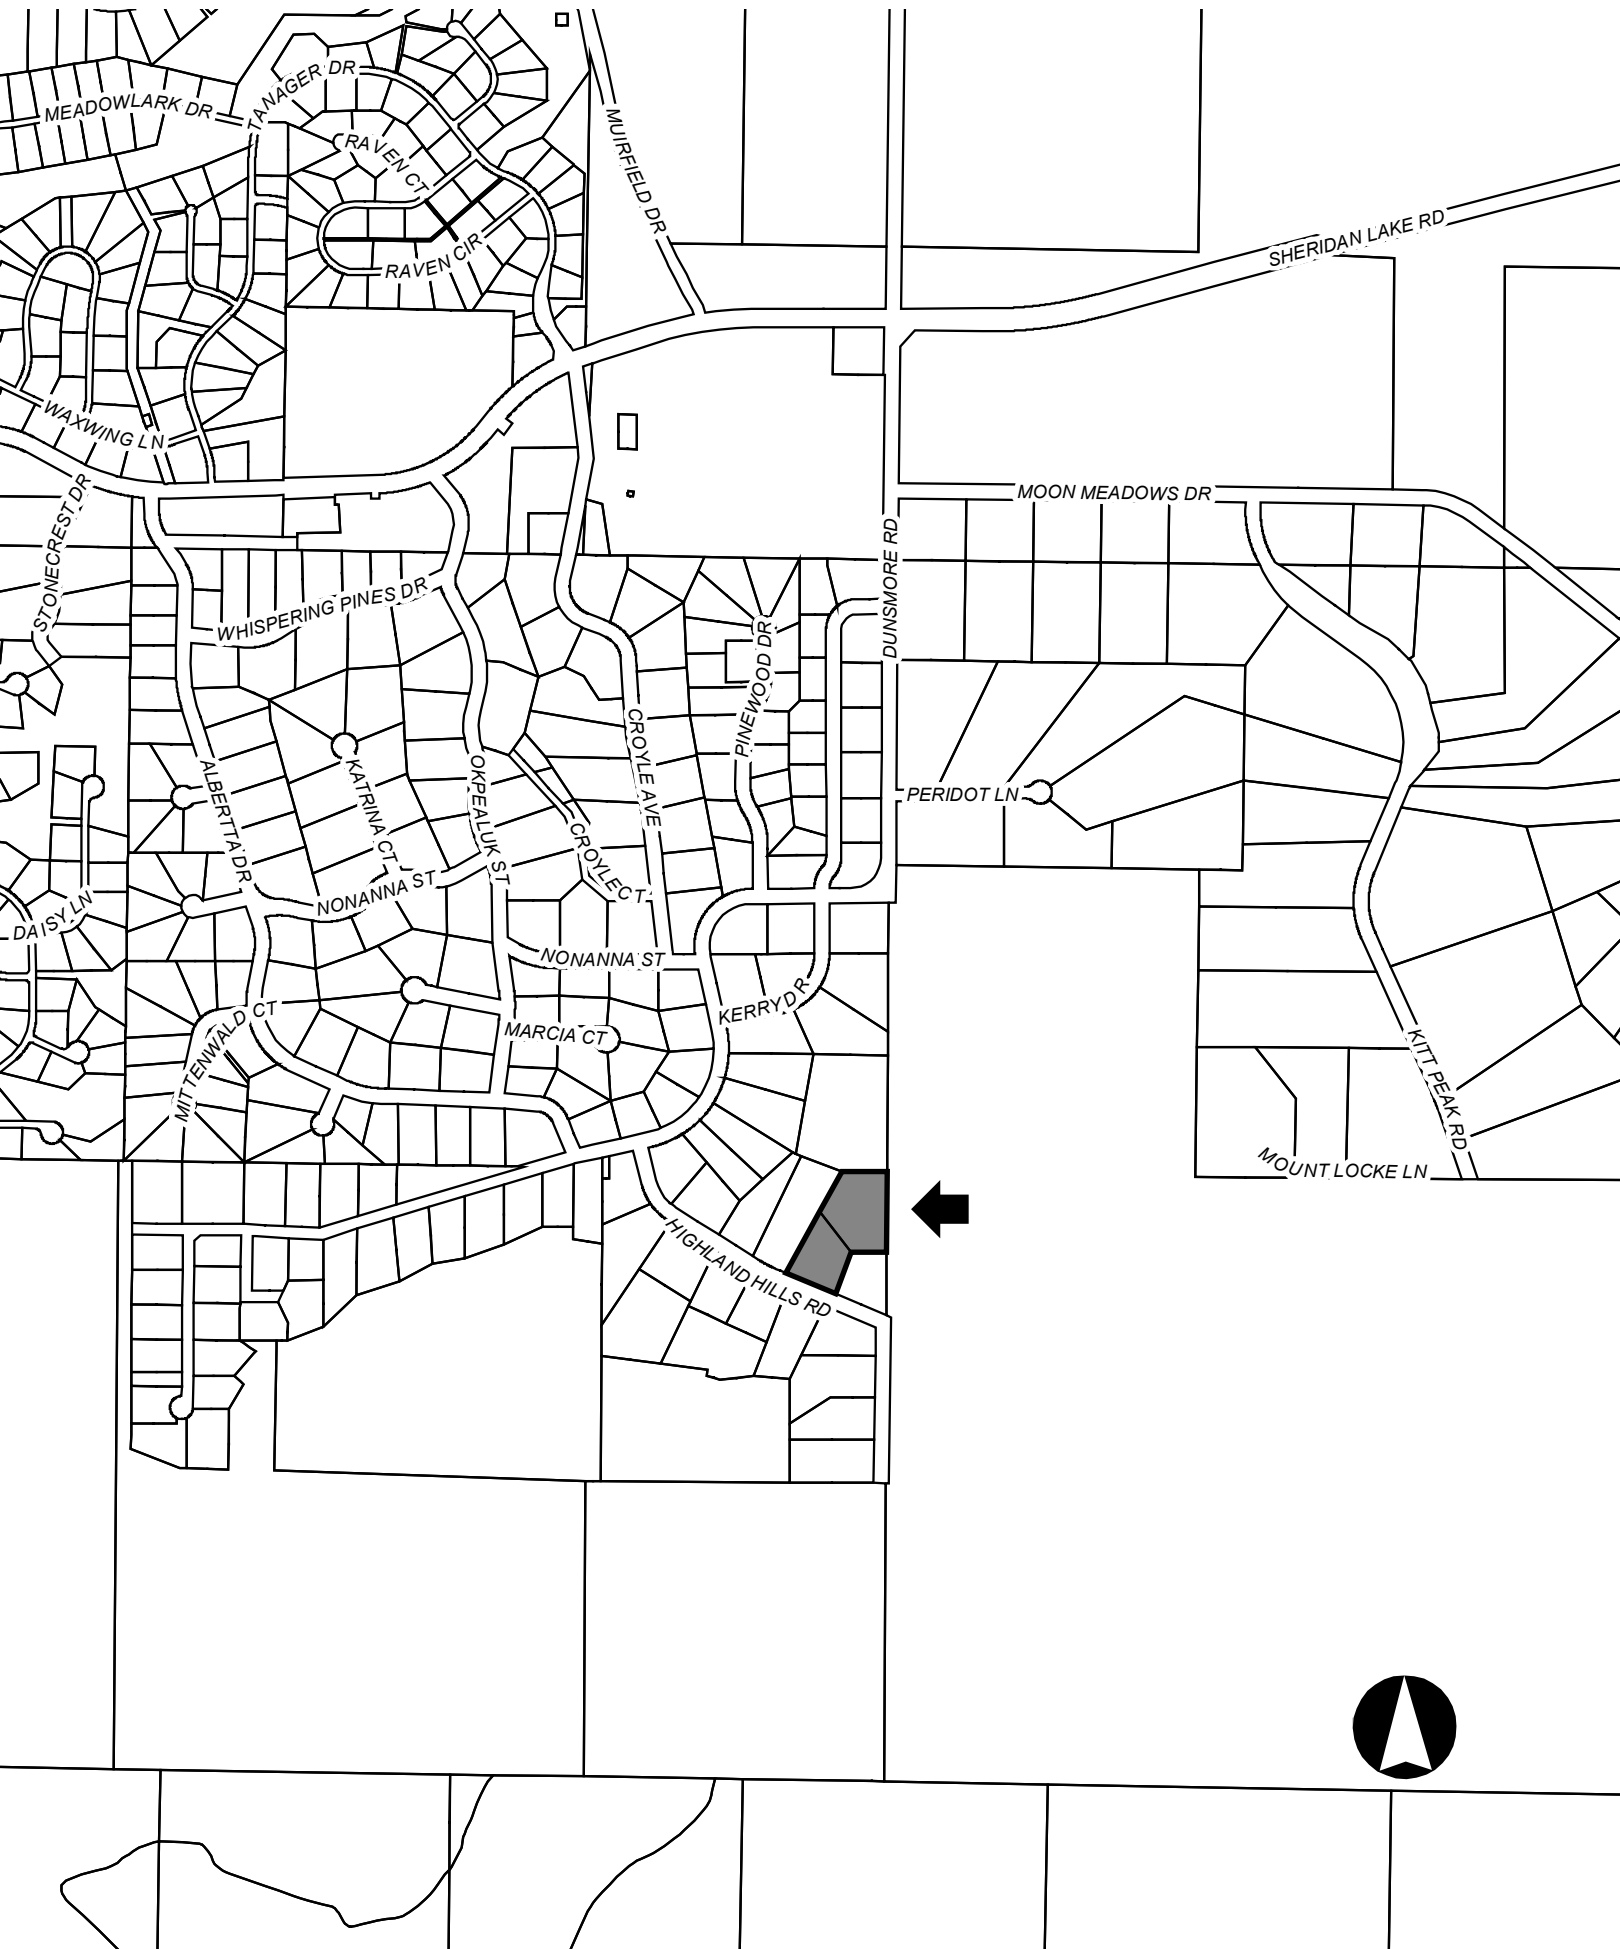 TANAGER DR
MEADOWLARK DR
MUIRFIELD DR
RAVEN CT
SHERIDAN LAKE RD
RAVEN CIR
WAXWING LN
STONECREST DR
MOON MEADOWS DR
DUNSMORE RD
WHISPERING PINES DR
PINEWOOD DR
CROYLE AVE
ALBERTTA DR
KATRINA CT
OKPEALUK ST
PERIDOT LN
CROYLE CT
NONANNA ST
DAISY LN
NONANNA ST
KERRY DR
MITTENWALD CT
MARCIA CT
KITT PEAK RD
MOUNT LOCKE LN
HIGHLAND HILLS RD